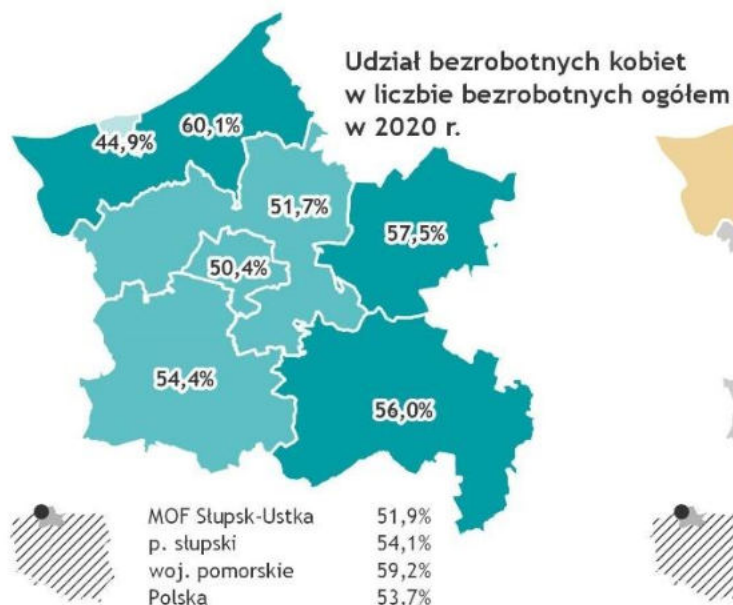 Udział bezrobotnych kobiet
w liczbie bezrobotnych ogółem
w 2020 r.
44,9%
60,1%
51,7%
57,5%
50,4%
54,4%
56,0%
MOF Słupsk-Ustka 51,9%
p. słupski 54,1%
woj. pomorskie 59,2%
Polska 53,7%